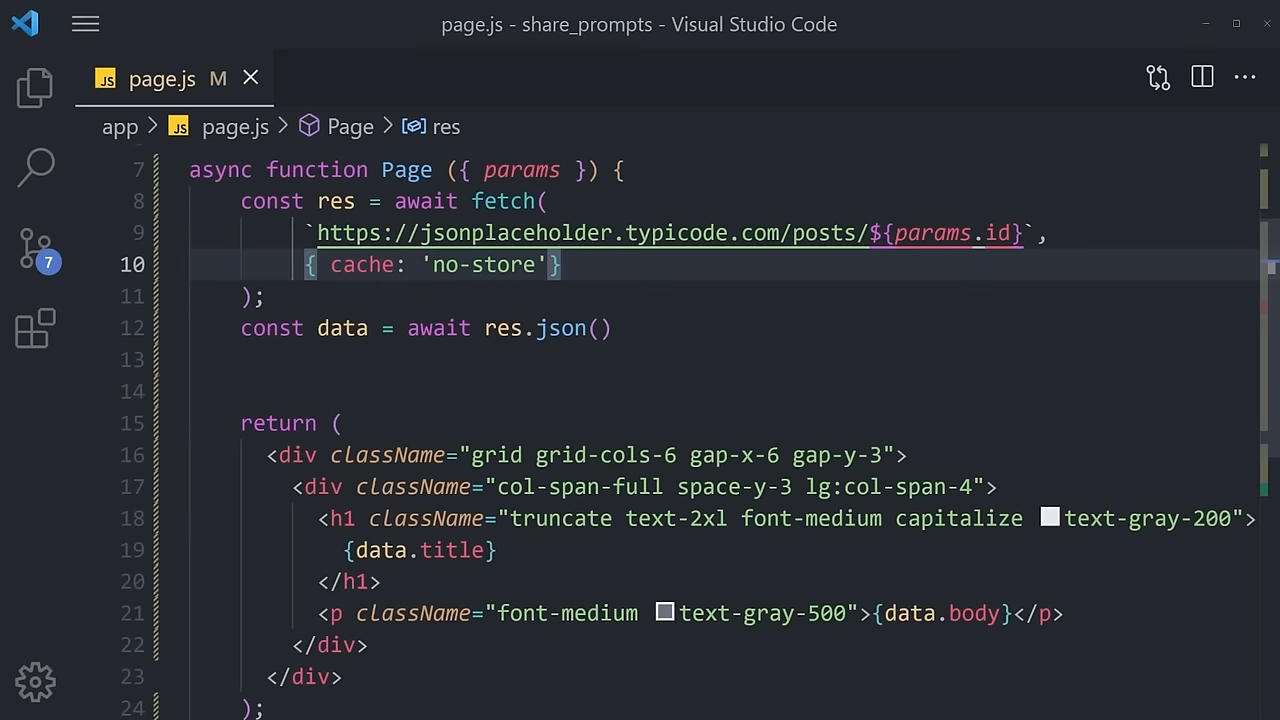 page.js - share_prompts - Visual Studio Code
JS page.js M
app > JS page.js > Page > res
7 async function Page ({ params }) {
8 const res = await fetch(
9 `https://jsonplaceholder.typicode.com/posts/${params.id}`,
10 { cache: 'no-store'}
11 );
12 const data = await res.json()
7
13
14
15 return (
16 <div className="grid grid-cols-6 gap-x-6 gap-y-3">
17 <div className="col-span-full space-y-3 lg:col-span-4">
18 <h1 className="truncate text-2xl font-medium capitalize text-gray-200">
19 {data.title}
20 </h1>
21 <p className="font-medium text-gray-500">{data.body}</p>
22 </div>
23 </div>
24 );